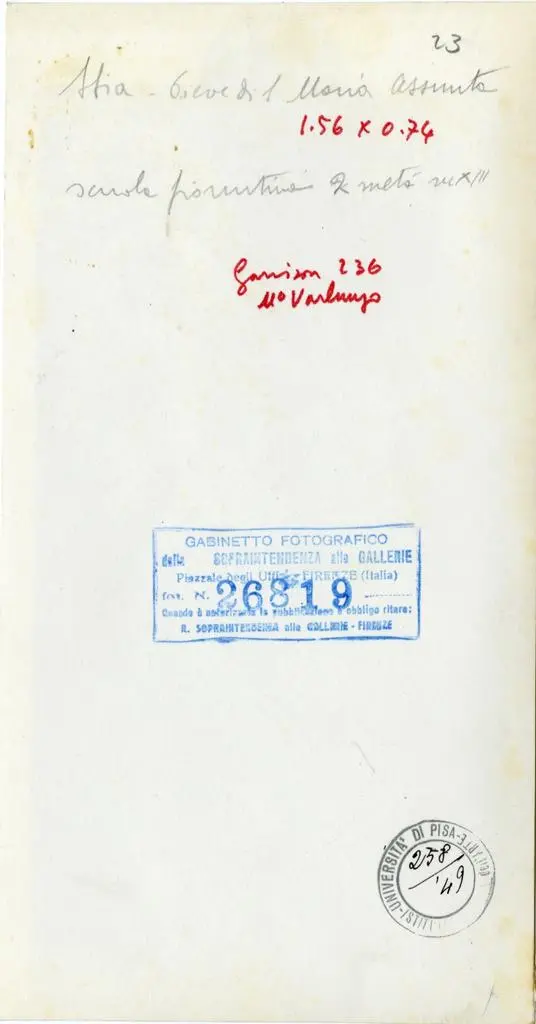 23
Stia - Pieve di S Maria Assunta
1.56 x 0.74
scuola fiorentina 2a metà sec XIII
Garrison 236
Mo Varlungo
GABINETTO FOTOGRAFICO
della SOPRAINTENDENZA alle GALLERIE
Piazzale degli Uffizi - FIRENZE (Italia)
fot. N. 26819
Quando è autorizzata la pubblicazione è obbligo citare:
R. SOPRAINTENDENZA alle GALLERIE - FIRENZE
UNIVERSITÀ DI PISA
258
/'49